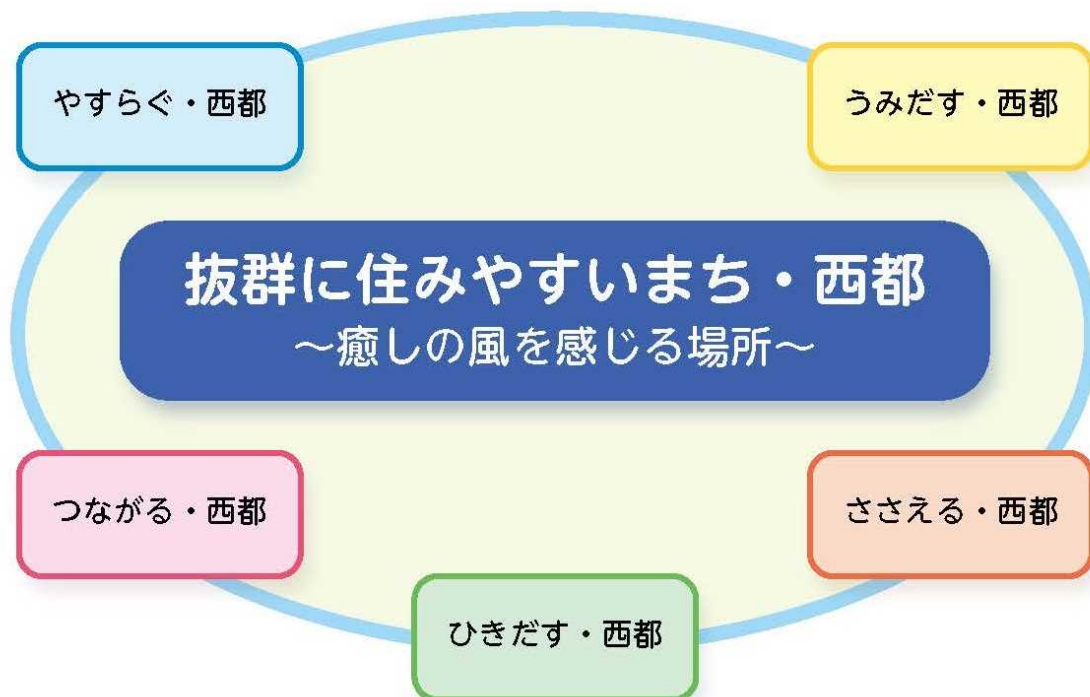 やすらぐ・西都
うみだす・西都
抜群に住みやすいまち・西都
～癒しの風を感じる場所～
つながる・西都
ささえる・西都
ひきだす・西都